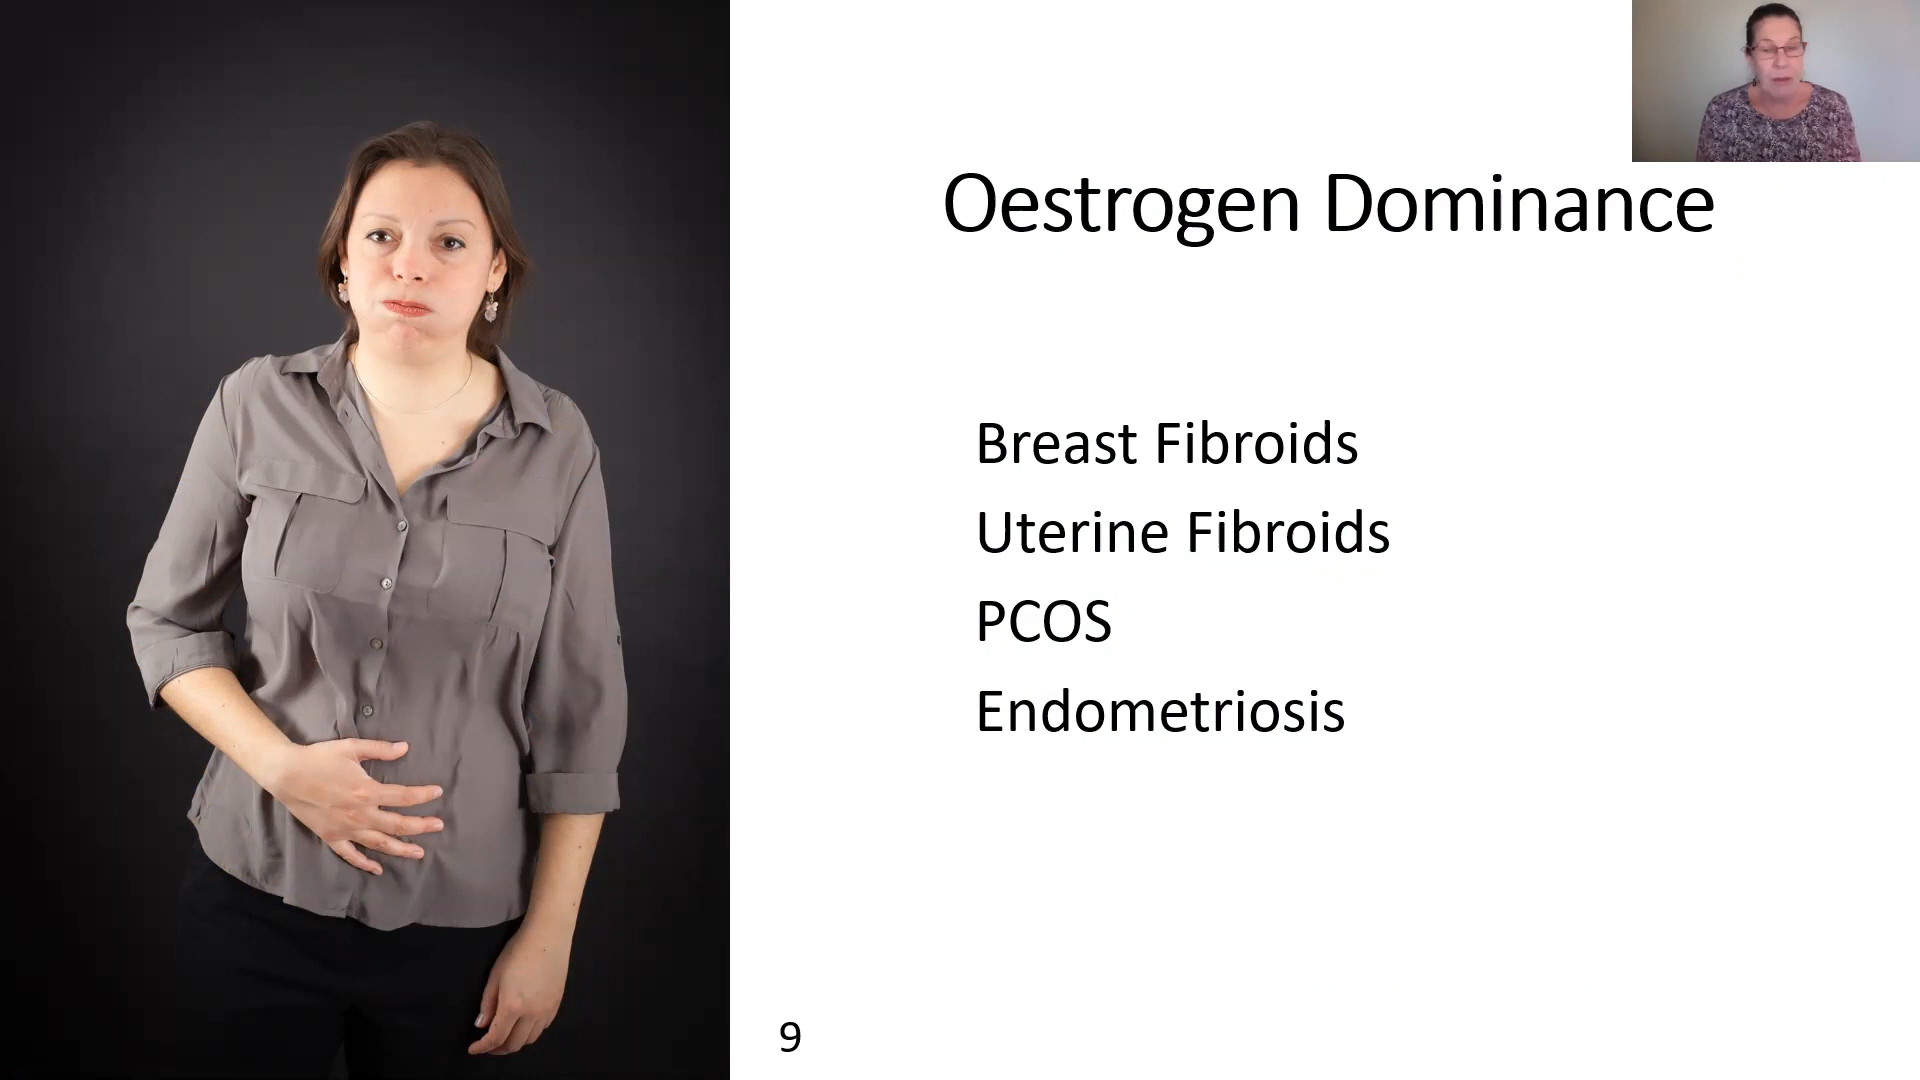 Oestrogen Dominance
Breast Fibroids
Uterine Fibroids
PCOS
Endometriosis
9